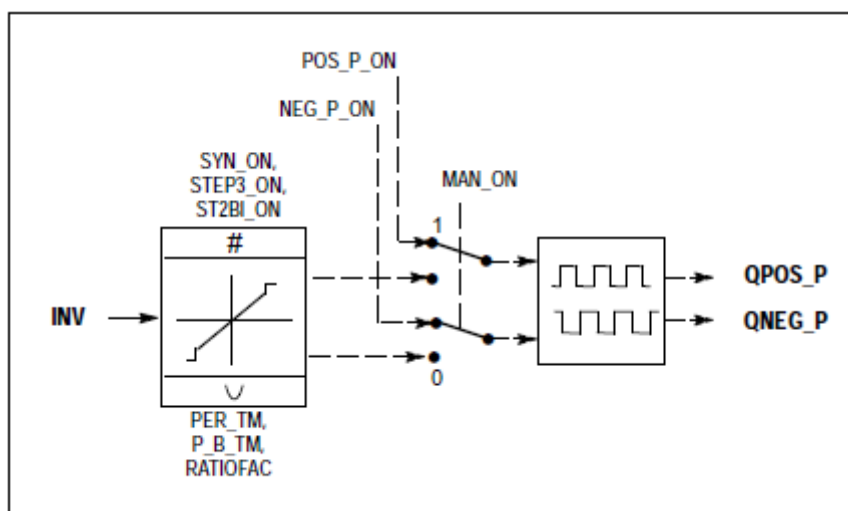 POS_P_ON
NEG_P_ON
SYN_ON,
STEP3_ON,
ST2BI_ON
MAN_ON
#
1
INV
QPOS_P
QNEG_P
0
PER_TM,
P_B_TM,
RATIOFAC